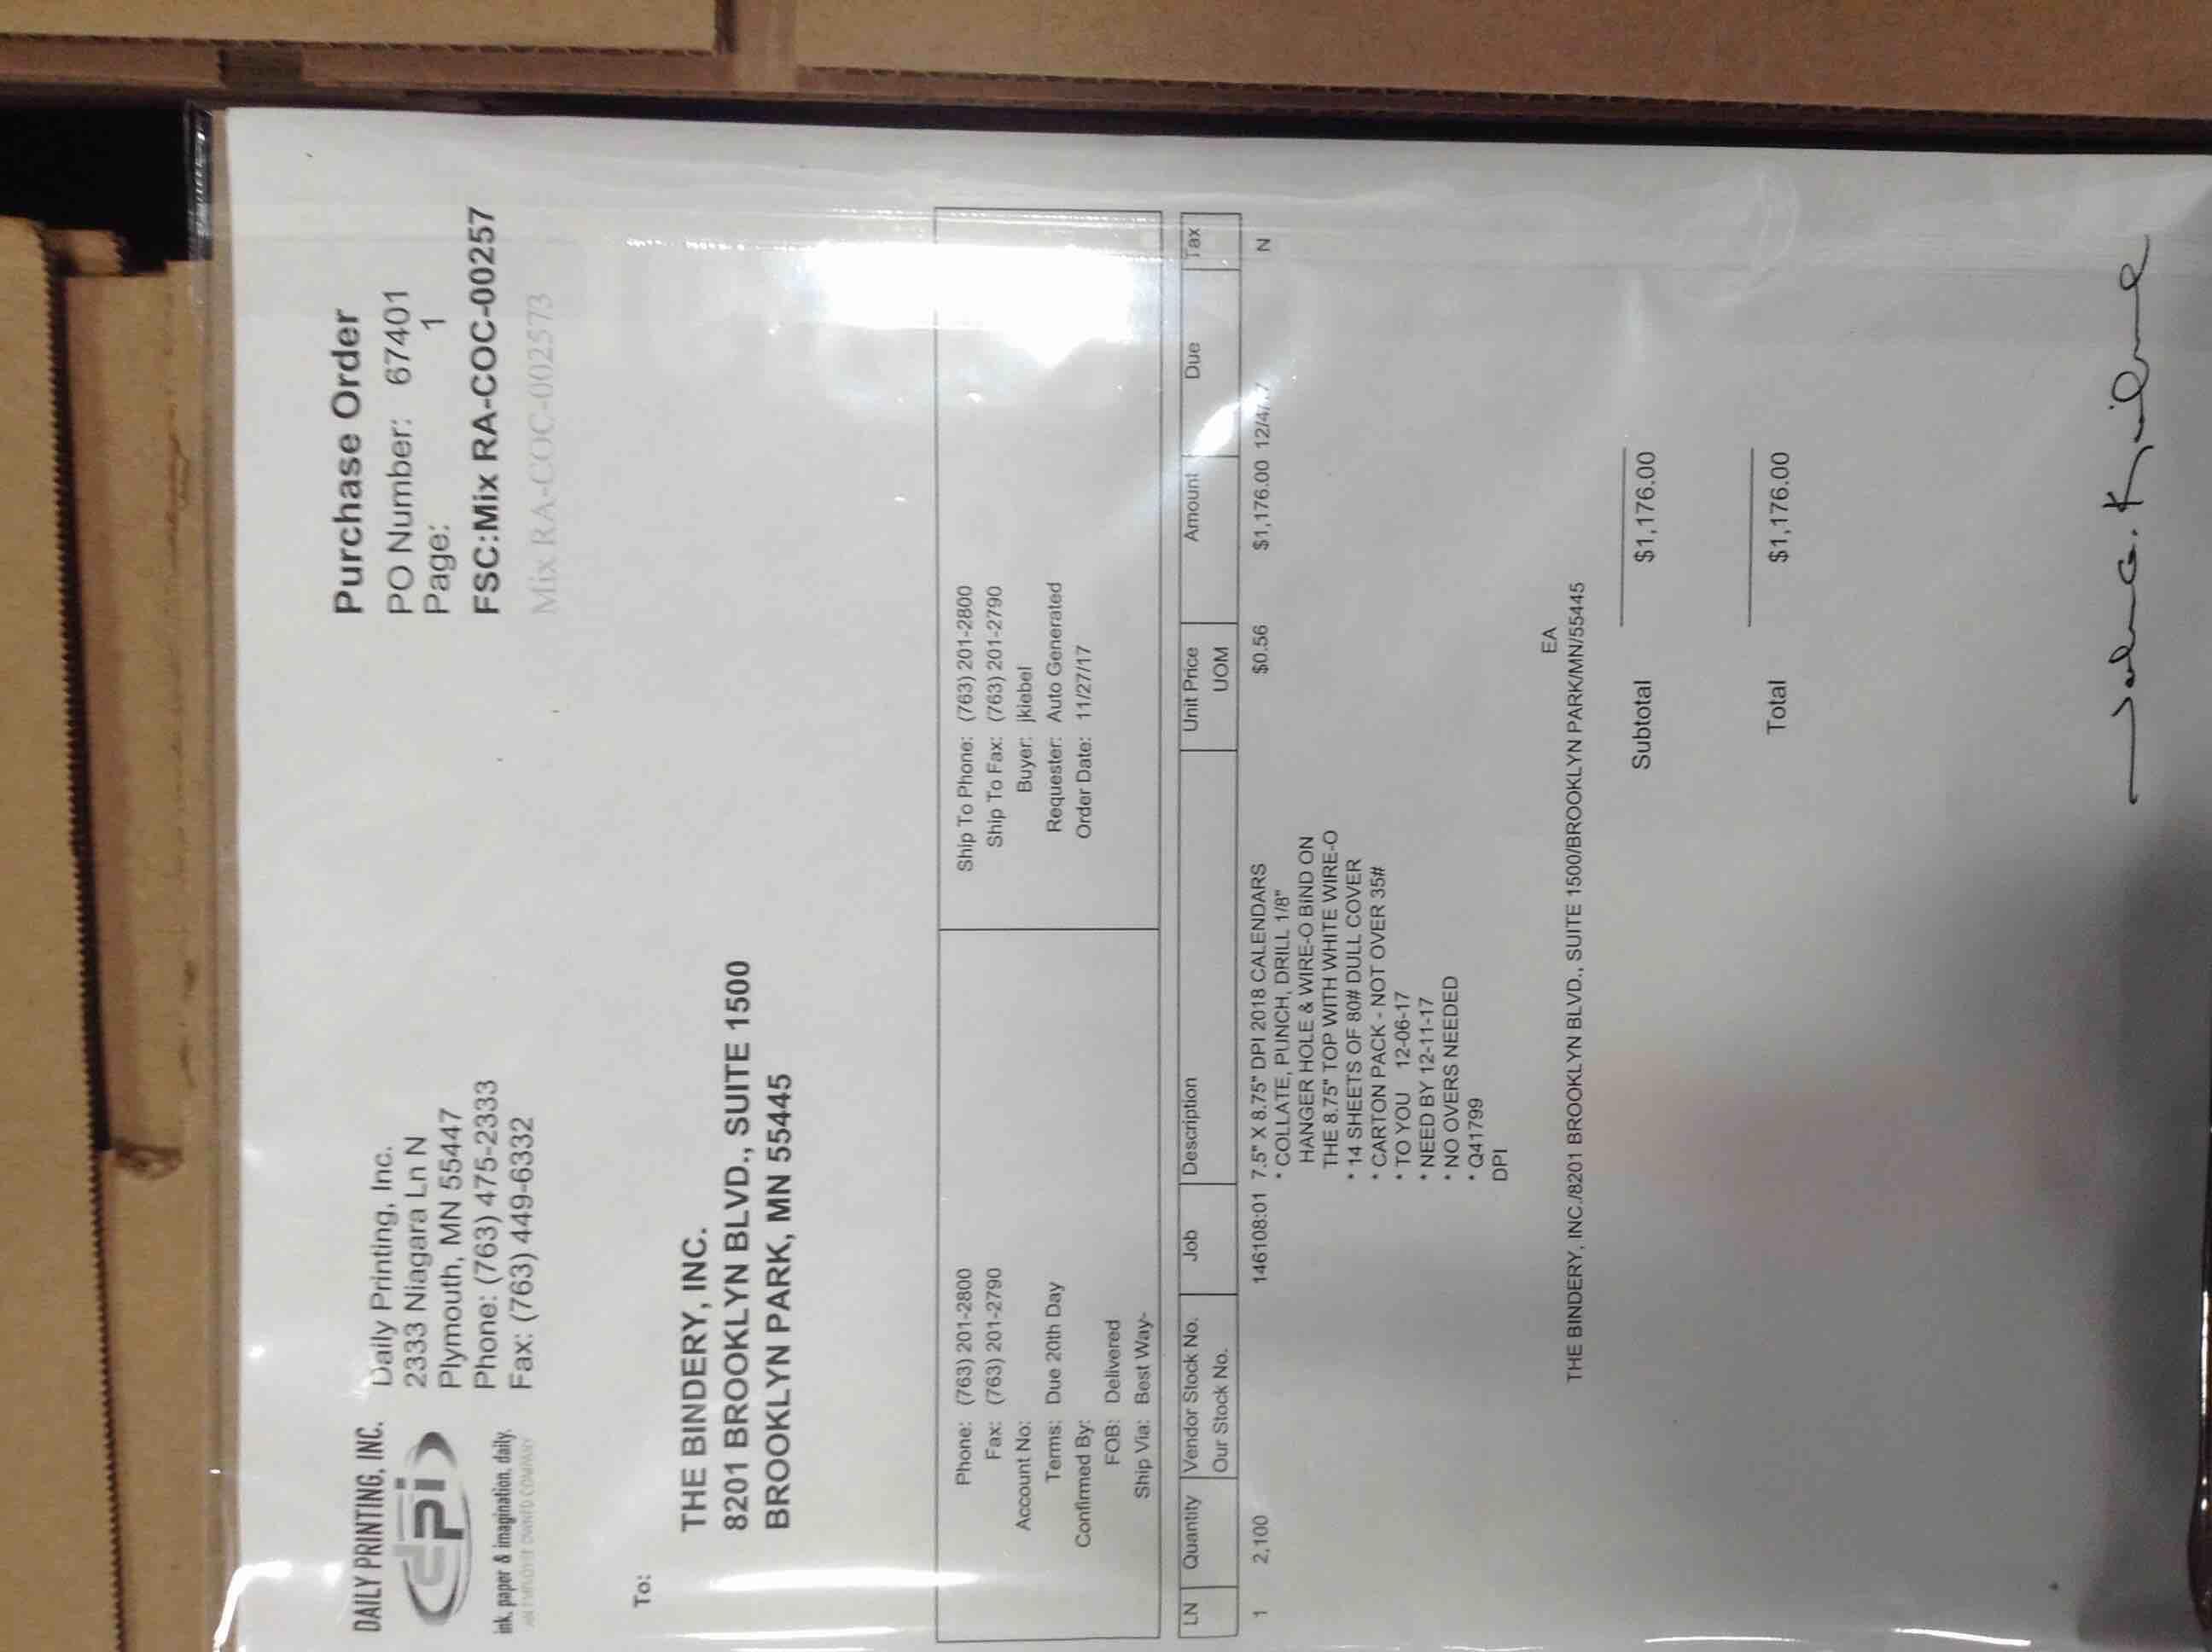 DAILY PRINTING, INC.
dpi
ink, paper & imagination, daily.
AN EMPLOYEE OWNED COMPANY
Daily Printing, Inc.
2333 Niagara Ln N
Plymouth, MN 55447
Phone: (763) 475-2333
Fax: (763) 449-6332
Purchase Order
PO Number: 67401
Page: 1
FSC:Mix RA-COC-00257
Mix RA-COC-002573
To:
THE BINDERY, INC.
8201 BROOKLYN BLVD., SUITE 1500
BROOKLYN PARK, MN 55445
Phone: (763) 201-2800
Fax: (763) 201-2790
Account No:
Terms: Due 20th Day
Confirmed By:
FOB: Delivered
Ship Via: Best Way-
Ship To Phone: (763) 201-2800
Ship To Fax: (763) 201-2790
Buyer: jkiebel
Requester: Auto Generated
Order Date: 11/27/17
LN Quantity Vendor Stock No. Job Description Unit Price Amount Due Tax
Our Stock No. UOM
1 2,100 146108:01 7.5" X 8.75" DPI 2018 CALENDARS $0.56 $1,176.00 N
* COLLATE, PUNCH, DRILL 1/8"
HANGER HOLE & WIRE-O BIND ON
THE 8.75" TOP WITH WHITE WIRE-O
* 14 SHEETS OF 80# DULL COVER
* CARTON PACK - NOT OVER 35#
* TO YOU 12-06-17
* NEED BY 12-11-17
* NO OVERS NEEDED
* Q41799
DPI
EA
THE BINDERY, INC./8201 BROOKLYN BLVD., SUITE 1500/BROOKLYN PARK/MN/55445
Subtotal $1,176.00
Total $1,176.00